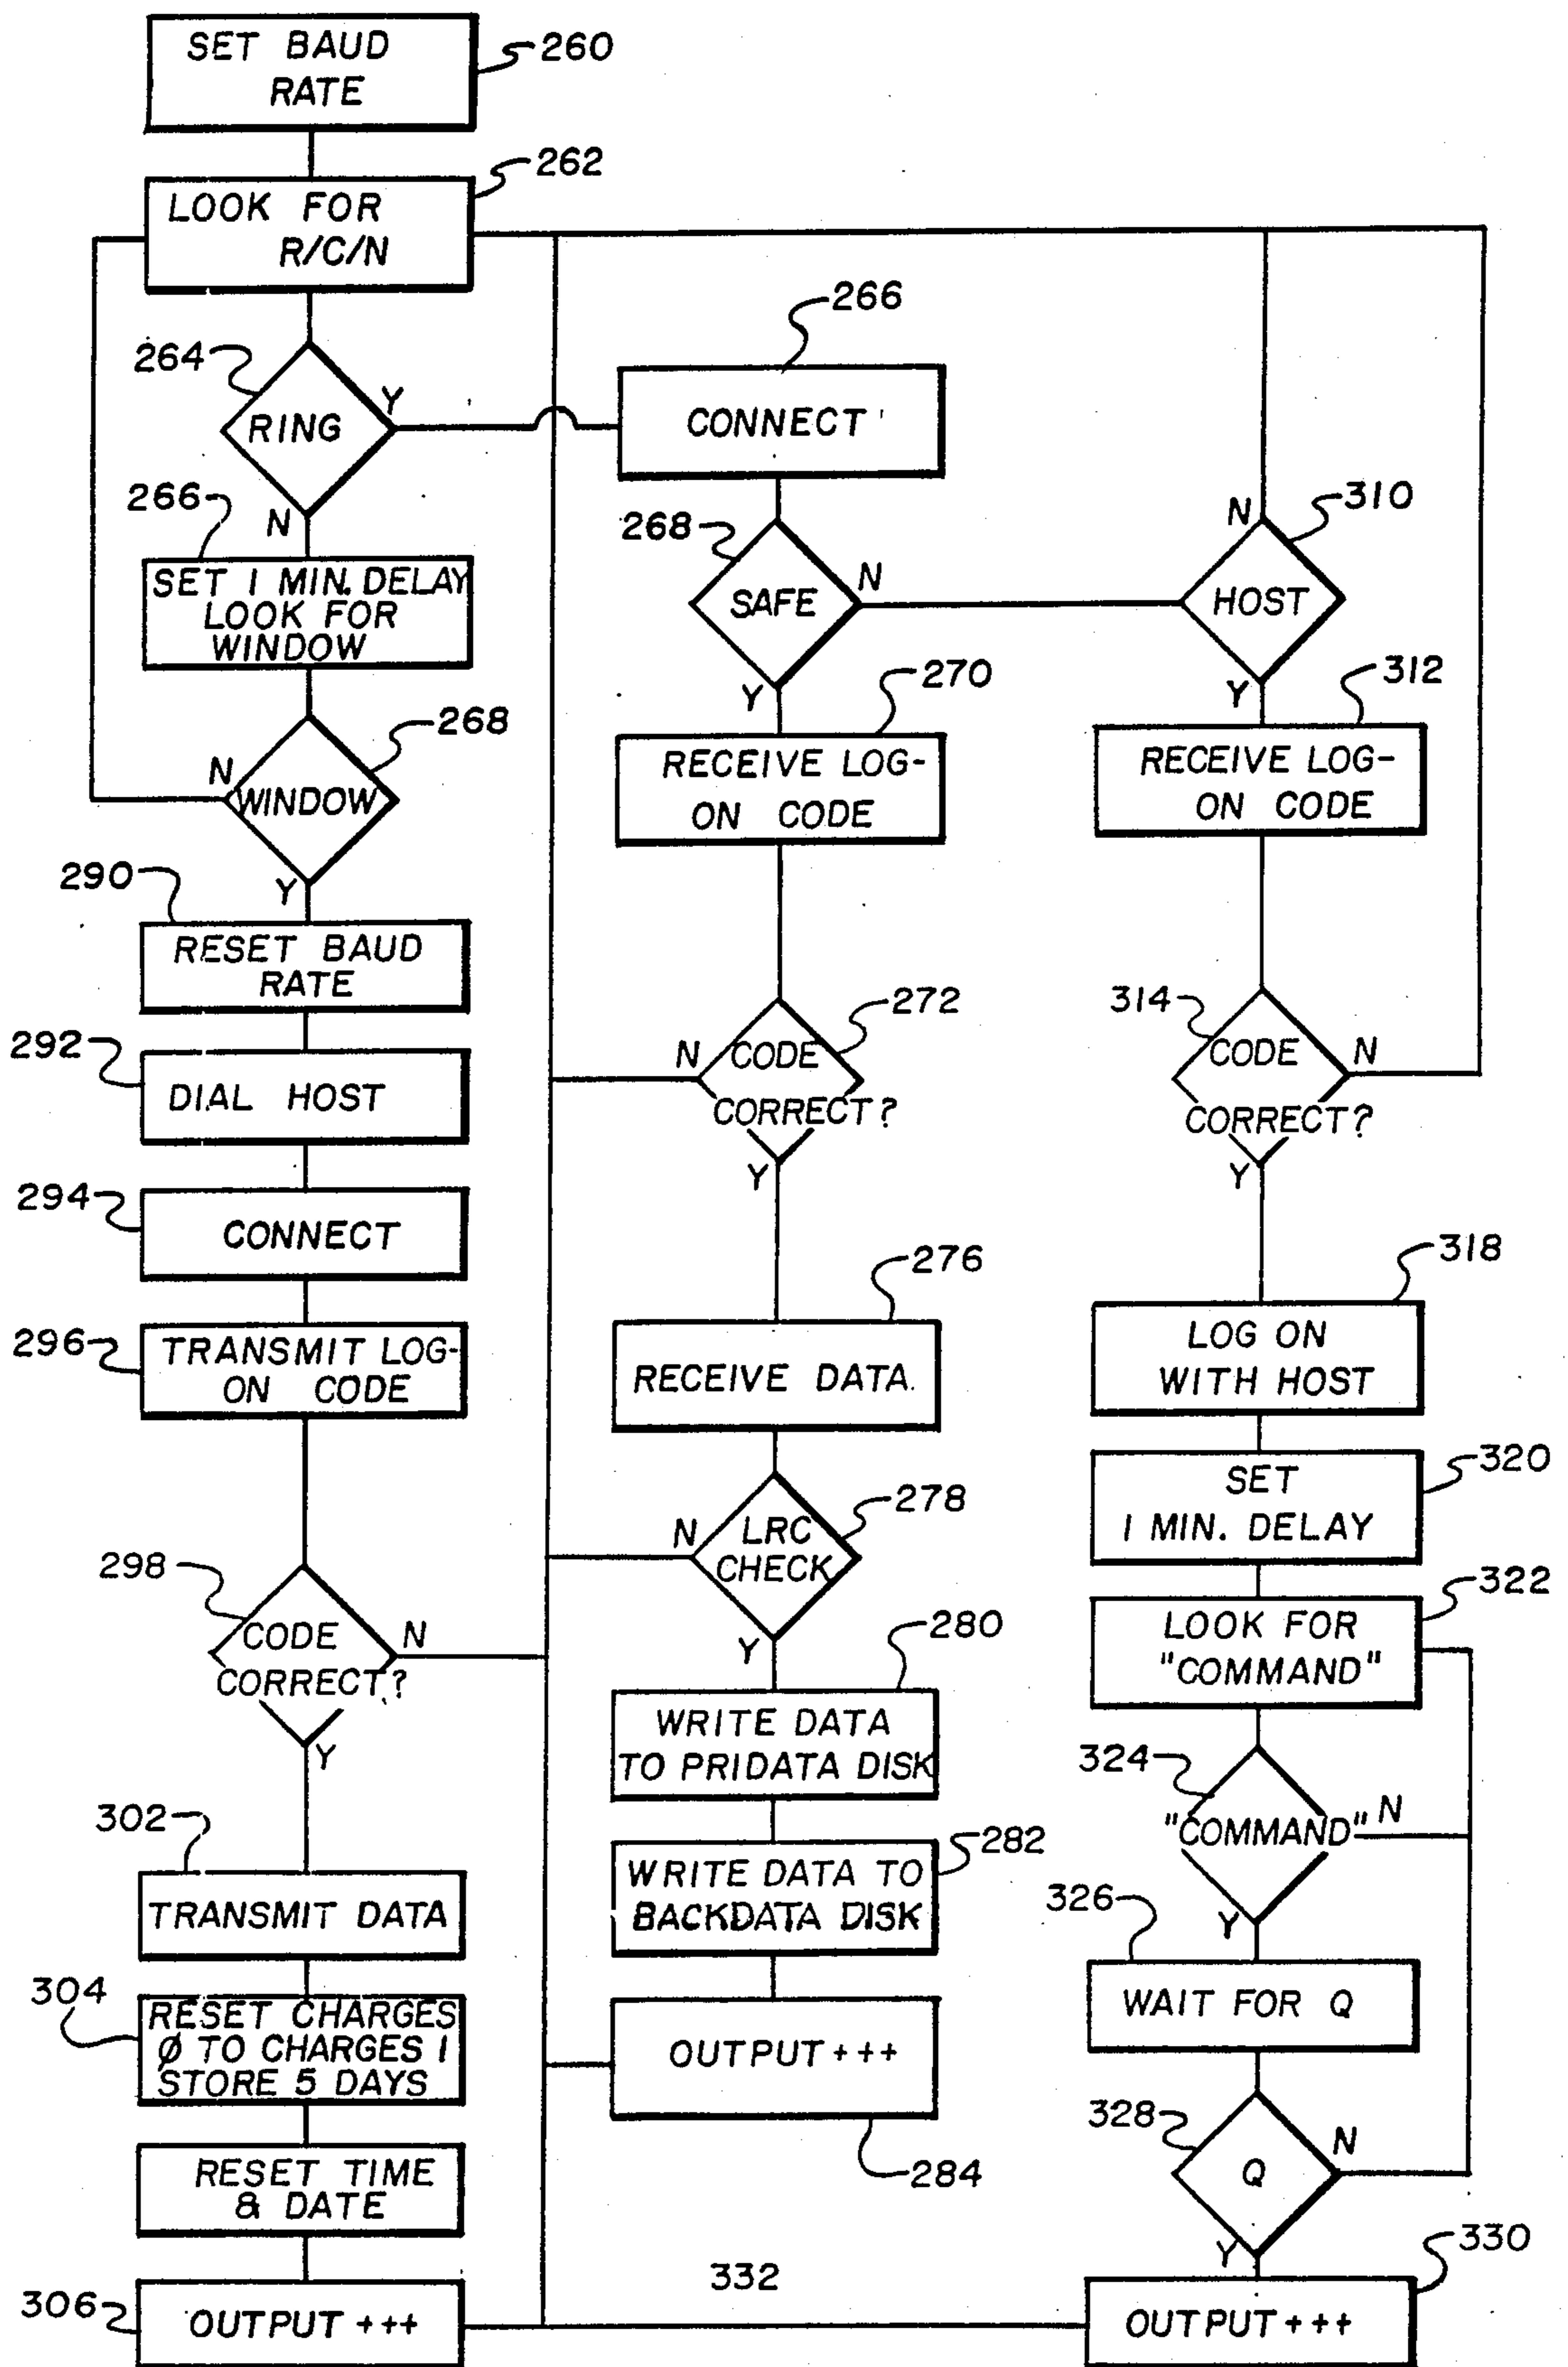 SET BAUD
RATE
260
LOOK FOR
R/C/N
262
264
RING
Y
N
266
CONNECT
266
SET 1 MIN. DELAY
LOOK FOR
WINDOW
268
SAFE
N
Y
N
310
HOST
Y
268
N
WINDOW
Y
270
RECEIVE LOG-
ON CODE
312
RECEIVE LOG-
ON CODE
290
RESET BAUD
RATE
292
DIAL HOST
272
N
CODE
CORRECT?
Y
314
CODE
CORRECT?
N
Y
294
CONNECT
296
TRANSMIT LOG-
ON CODE
276
RECEIVE DATA
318
LOG ON
WITH HOST
320
SET
1 MIN. DELAY
278
N
LRC
CHECK
Y
298
CODE
CORRECT?
N
Y
322
LOOK FOR
"COMMAND"
280
WRITE DATA
TO PRIDATA DISK
324
"COMMAND"
N
Y
302
TRANSMIT DATA
282
WRITE DATA TO
BACKDATA DISK
326
WAIT FOR Q
304
RESET CHARGES
Ø TO CHARGES 1
STORE 5 DAYS
OUTPUT +++
284
328
Q
N
Y
RESET TIME
& DATE
306
OUTPUT +++
332
330
OUTPUT +++